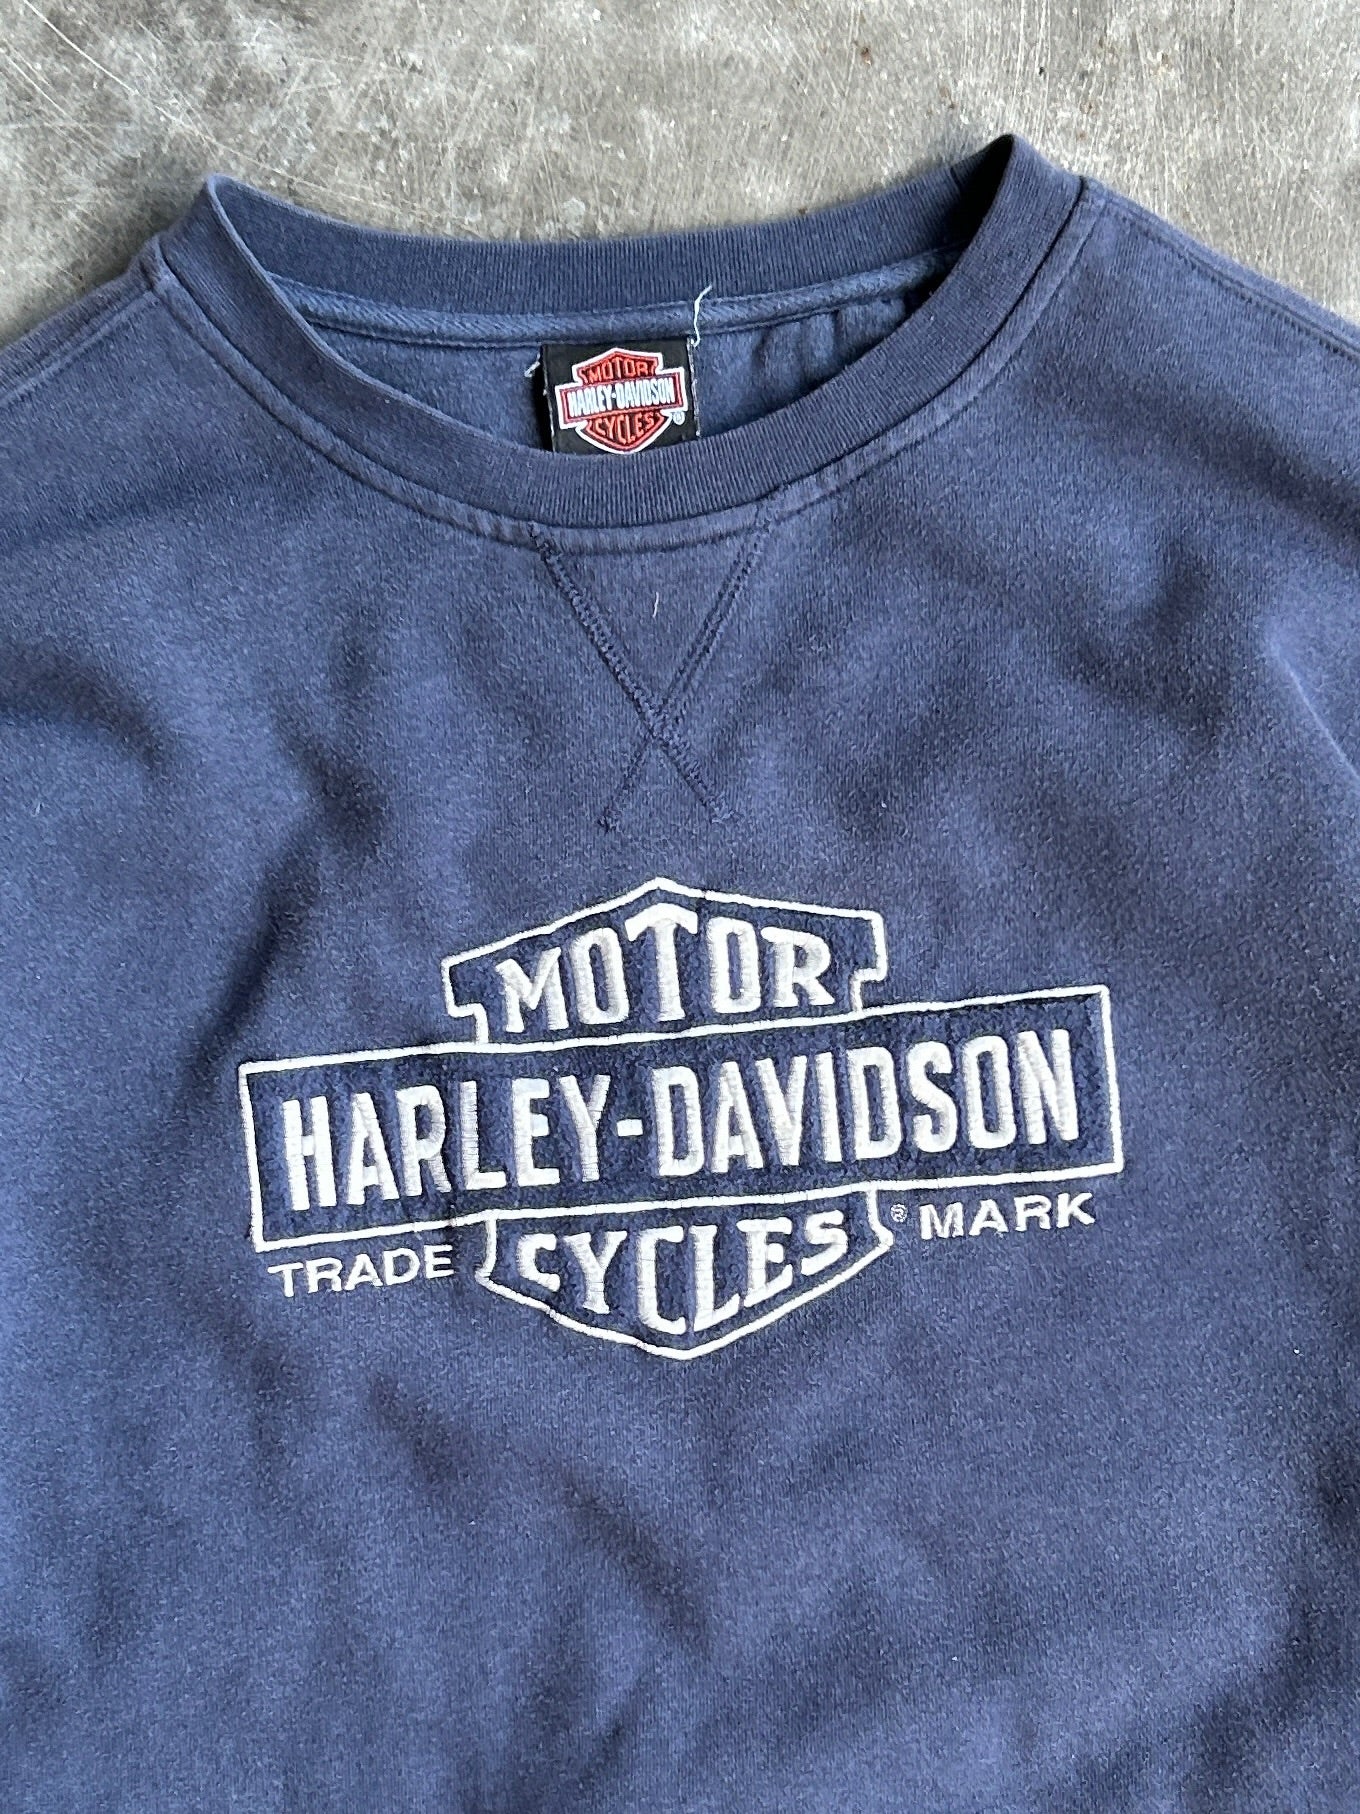 MOTOR
HARLEY-DAVIDSON
CYCLES ®
MOTOR
HARLEY-DAVIDSON
TRADE CYCLES ® MARK